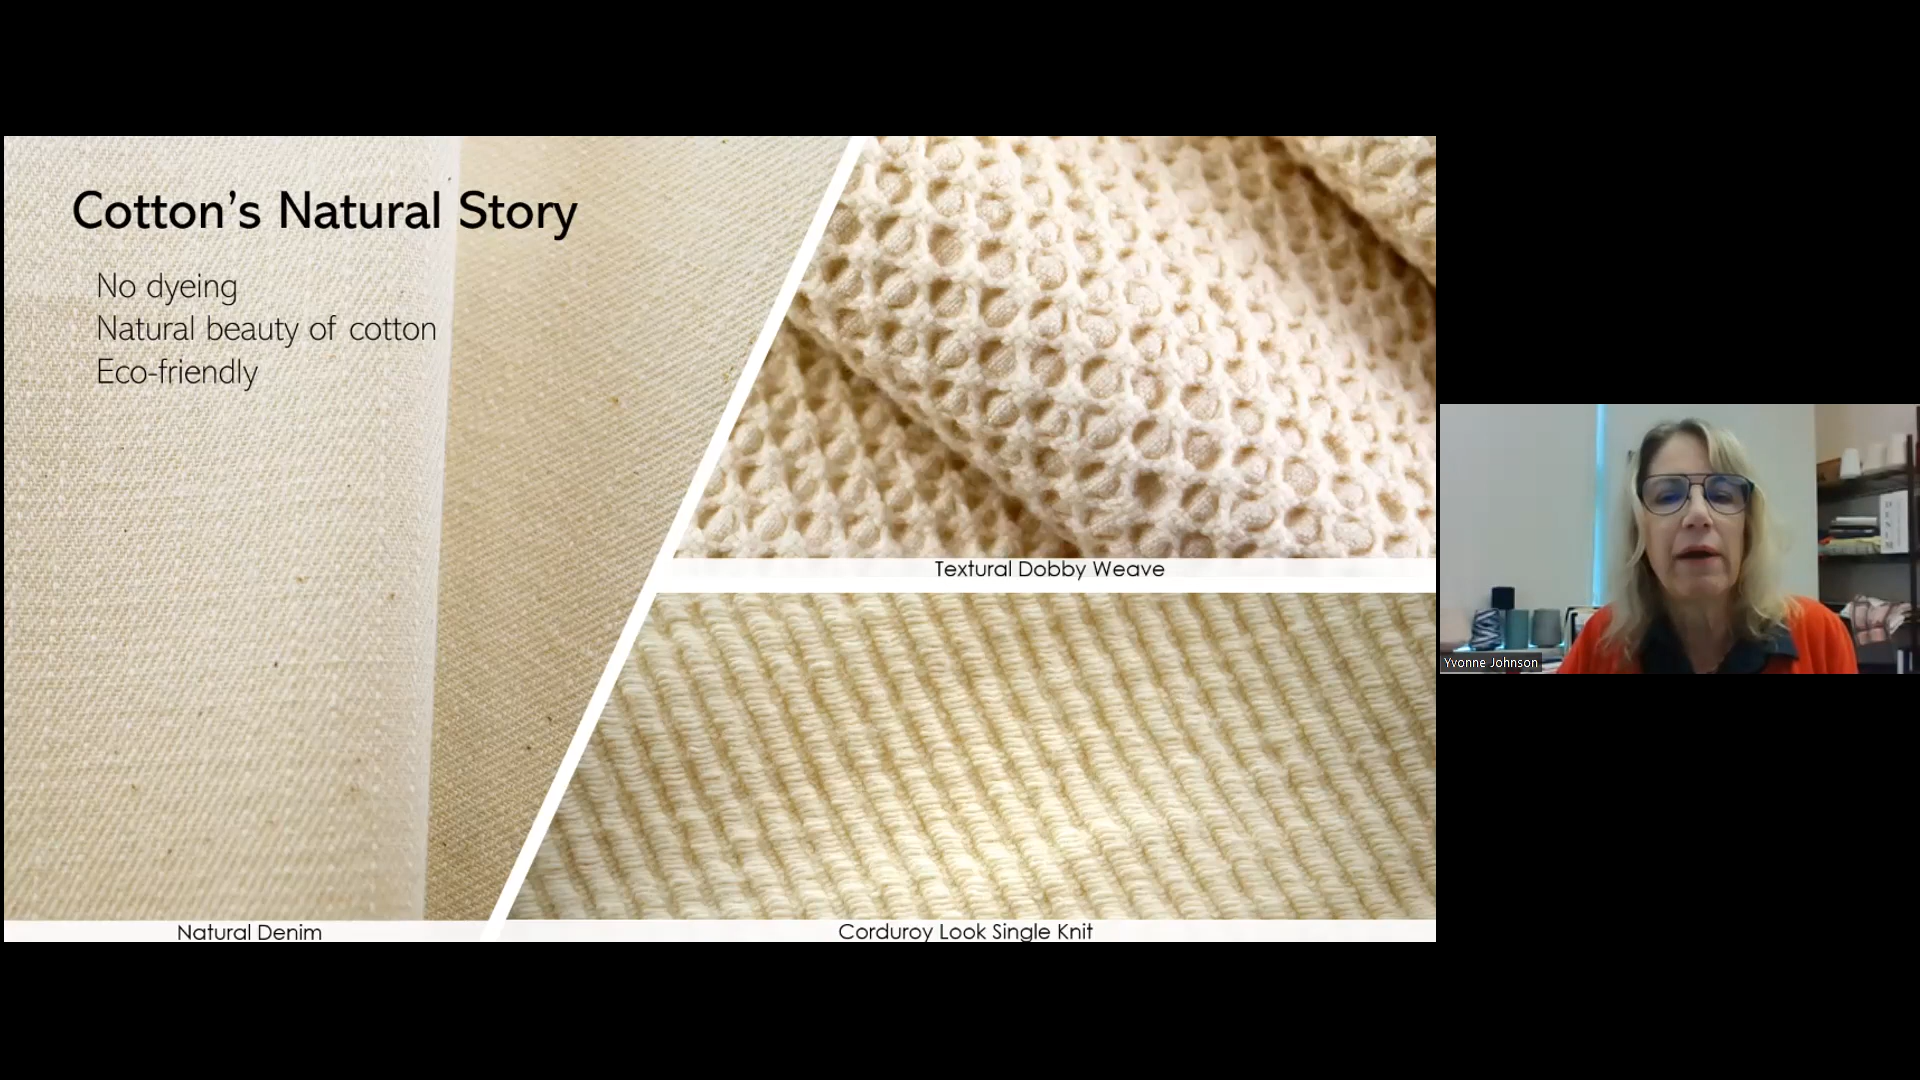 Cotton's Natural Story
No dyeing
Natural beauty of cotton
Eco-friendly
Textural Dobby Weave
Natural Denim
Corduroy Look Single Knit
Yvonne Johnson
DENIM